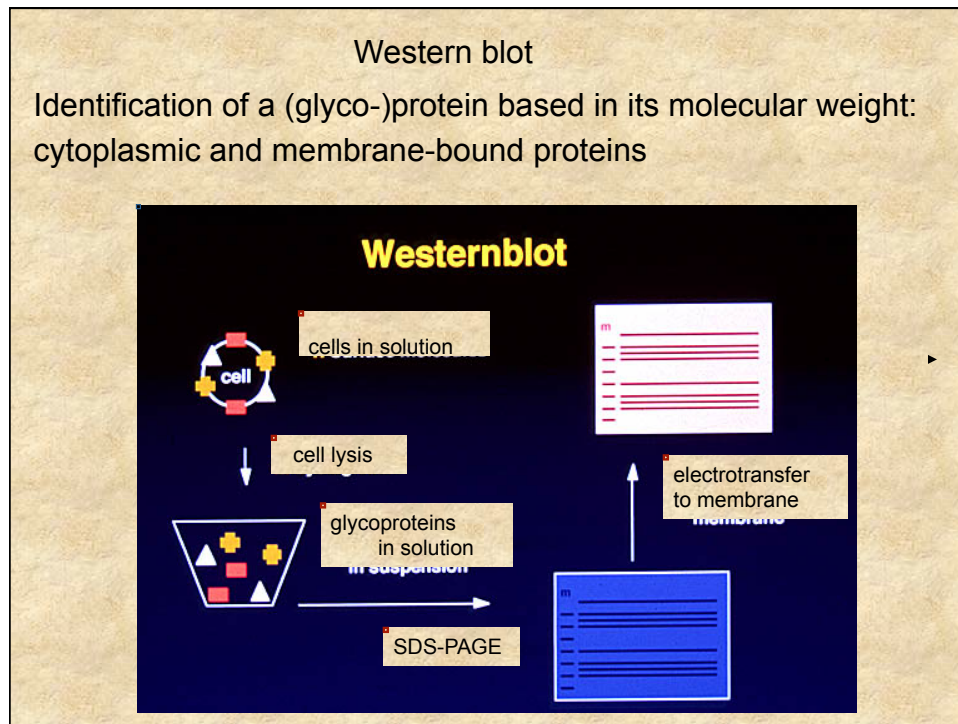 Western blot
Identification of a (glyco-)protein based in its molecular weight:
cytoplasmic and membrane-bound proteins
Westernblot
cells in solution
cell
cell lysis
glycoproteins
in solution
in suspension
SDS-PAGE
m
electrotransfer
to membrane
membrane
m